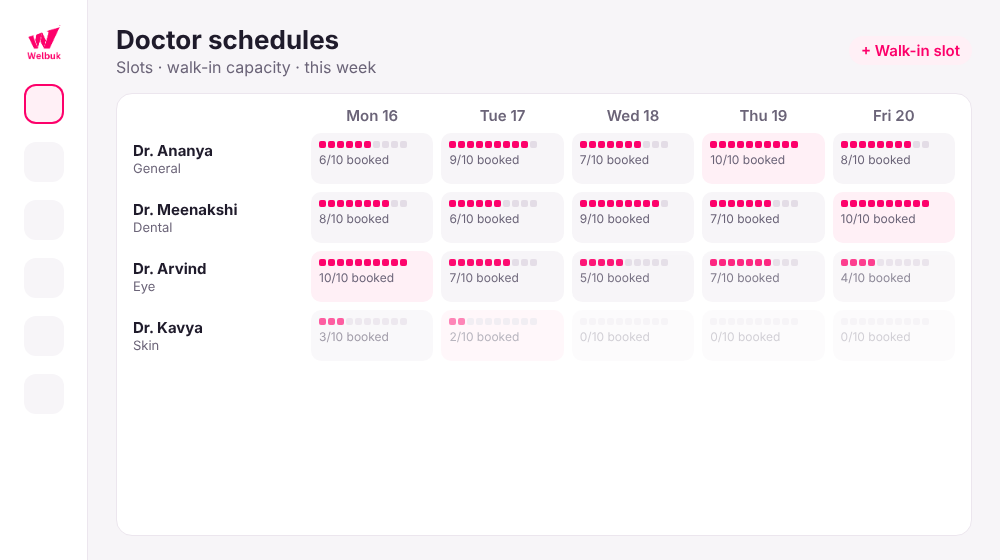 Welbuk
Doctor schedules
Slots · walk-in capacity · this week
+ Walk-in slot
Mon 16 Tue 17 Wed 18 Thu 19 Fri 20
Dr. Ananya
General
6/10 booked 9/10 booked 7/10 booked 10/10 booked 8/10 booked
Dr. Meenakshi
Dental
8/10 booked 6/10 booked 9/10 booked 7/10 booked 10/10 booked
Dr. Arvind
Eye
10/10 booked 7/10 booked 5/10 booked 7/10 booked 4/10 booked
Dr. Kavya
Skin
3/10 booked 2/10 booked 0/10 booked 0/10 booked 0/10 booked